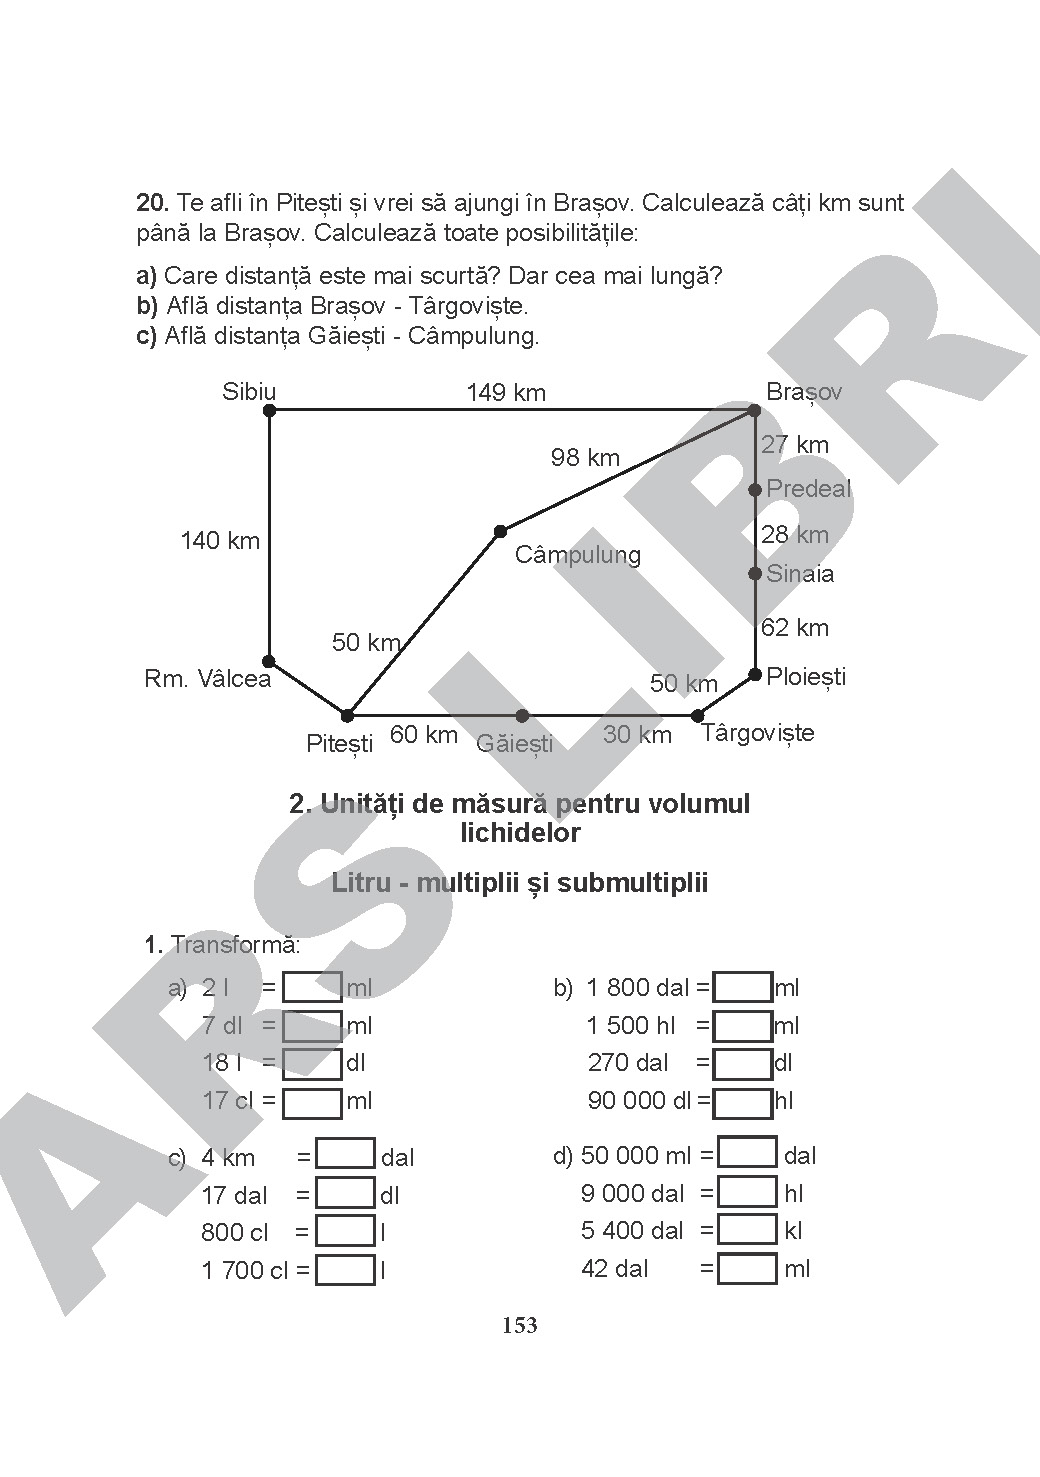 20. Te afli în Pitești și vrei să ajungi în Brașov. Calculează câți km sunt
până la Brașov. Calculează toate posibilitățile:
a) Care distanță este mai scurtă? Dar cea mai lungă?
b) Află distanța Brașov - Târgoviște.
c) Află distanța Găiești - Câmpulung.
Sibiu 149 km Brașov
27 km
98 km
Predeal
140 km
28 km
Câmpulung
Sinaia
62 km
50 km
Rm. Vâlcea
50 km Ploiești
Pitești 60 km Găiești 30 km Târgoviște
2. Unități de măsură pentru volumul
lichidelor
Litru - multiplii și submultiplii
1. Transformă:
a) 2 l = ml
7 dl = ml
18 l = dl
17 cl = ml
b) 1 800 dal = ml
1 500 hl = ml
270 dal = dl
90 000 dl = hl
c) 4 km = dal
17 dal = dl
800 cl = l
1 700 cl = l
d) 50 000 ml = dal
9 000 dal = hl
5 400 dal = kl
42 dal = ml
153
ARS LIBRI